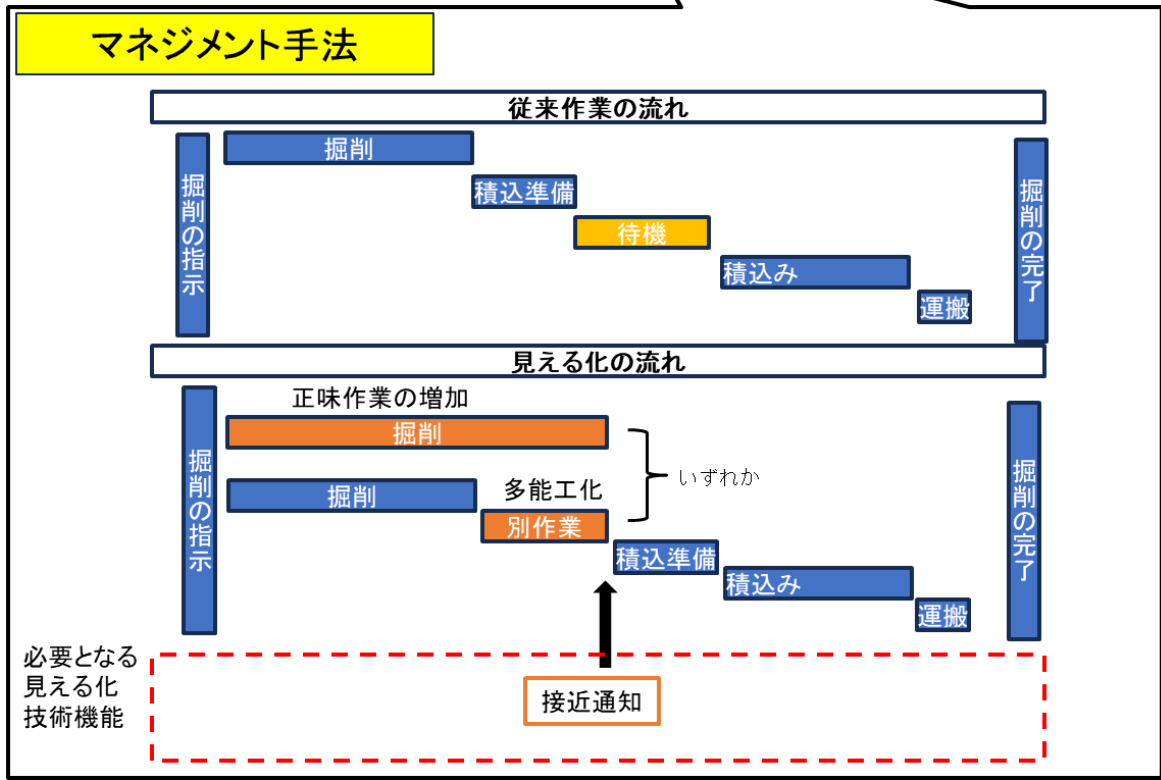 マネジメント手法
従来作業の流れ
掘削の指示
掘削
積込準備
待機
積込み
運搬
掘削の完了
見える化の流れ
掘削の指示
正味作業の増加
掘削
いずれか
掘削
多能工化
別作業
積込準備
積込み
運搬
掘削の完了
必要となる
見える化
技術機能
接近通知